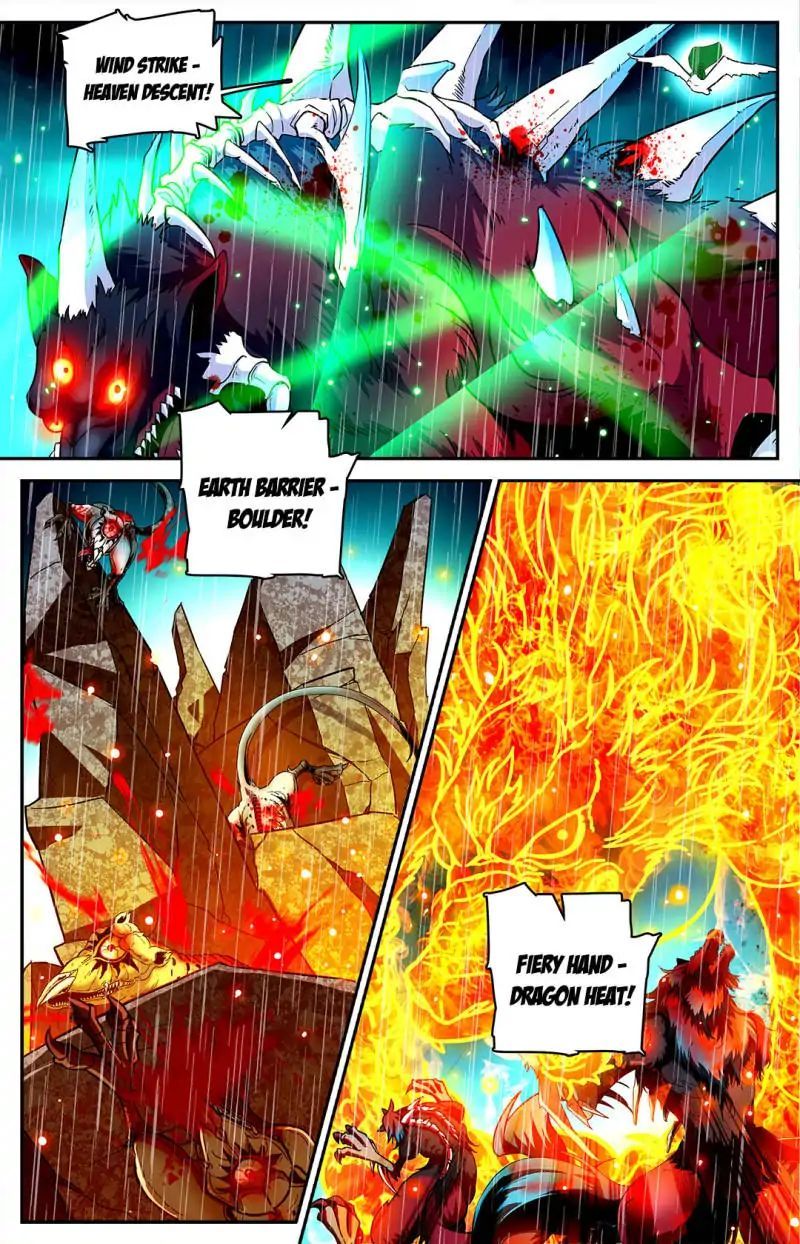 WIND STRIKE -
HEAVEN DESCENT!
EARTH BARRIER -
BOULDER!
FIERY HAND -
DRAGON HEAT!